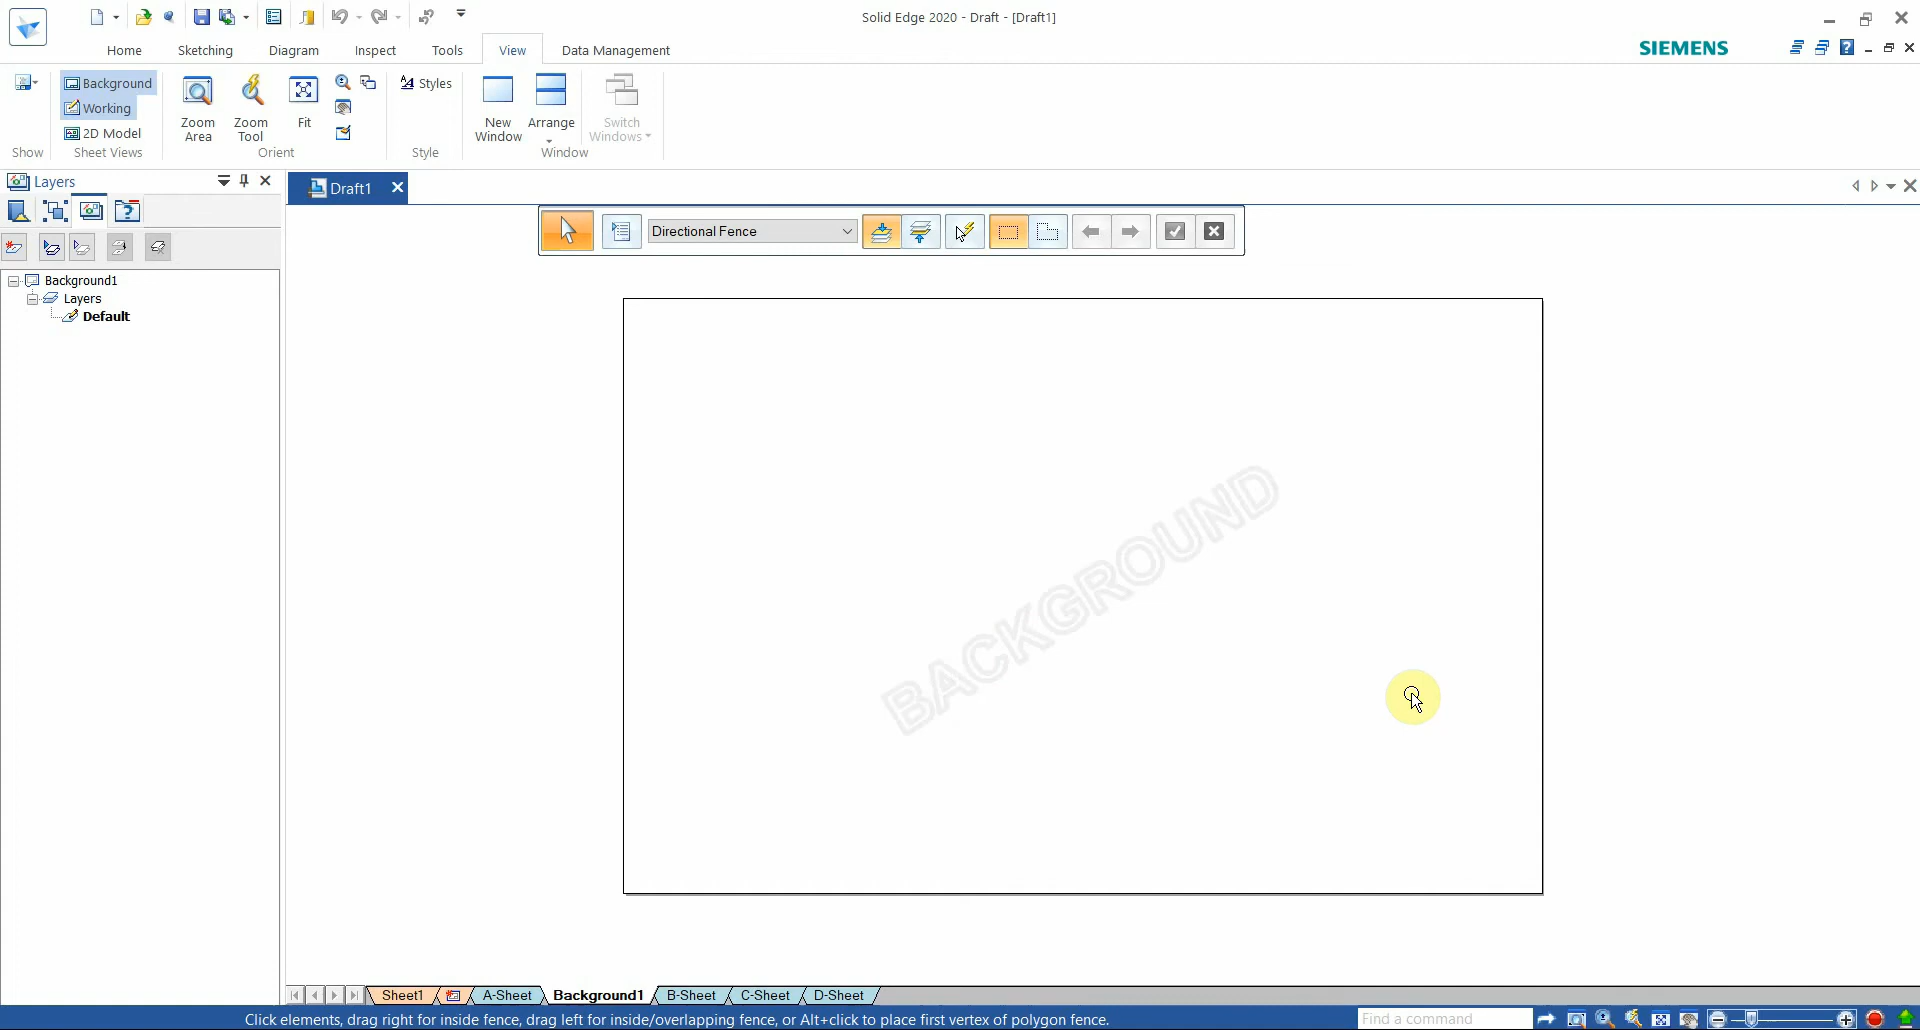 Solid Edge 2020 - Draft - [Draft1]
Home Sketching Diagram Inspect Tools View Data Management
SIEMENS
Background
Working
2D Model
Zoom Area
Zoom Tool
Fit
Styles
New Window
Arrange
Switch Windows
Show Sheet Views Orient Style Window
Layers
Draft1
Directional Fence
Background1
Layers
Default
BACKGROUND
Sheet1 A-Sheet Background1 B-Sheet C-Sheet D-Sheet
Click elements, drag right for inside fence, drag left for inside/overlapping fence, or Alt+click to place first vertex of polygon fence.
Find a command